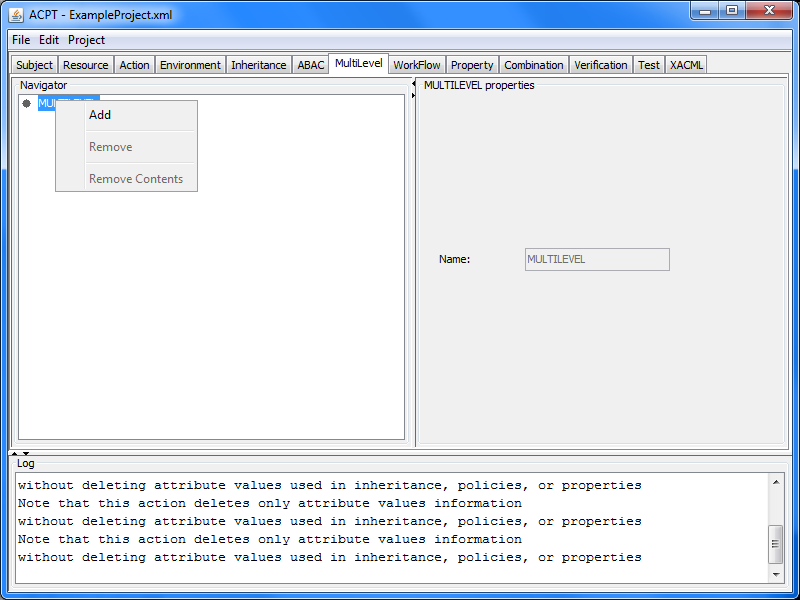 ACPT - ExampleProject.xml
File Edit Project
Subject Resource Action Environment Inheritance ABAC MultiLevel WorkFlow Property Combination Verification Test XACML
Navigator
MULTILEVEL properties
Add
Remove
Remove Contents
Name: MULTILEVEL
Log
without deleting attribute values used in inheritance, policies, or properties
Note that this action deletes only attribute values information
without deleting attribute values used in inheritance, policies, or properties
Note that this action deletes only attribute values information
without deleting attribute values used in inheritance, policies, or properties